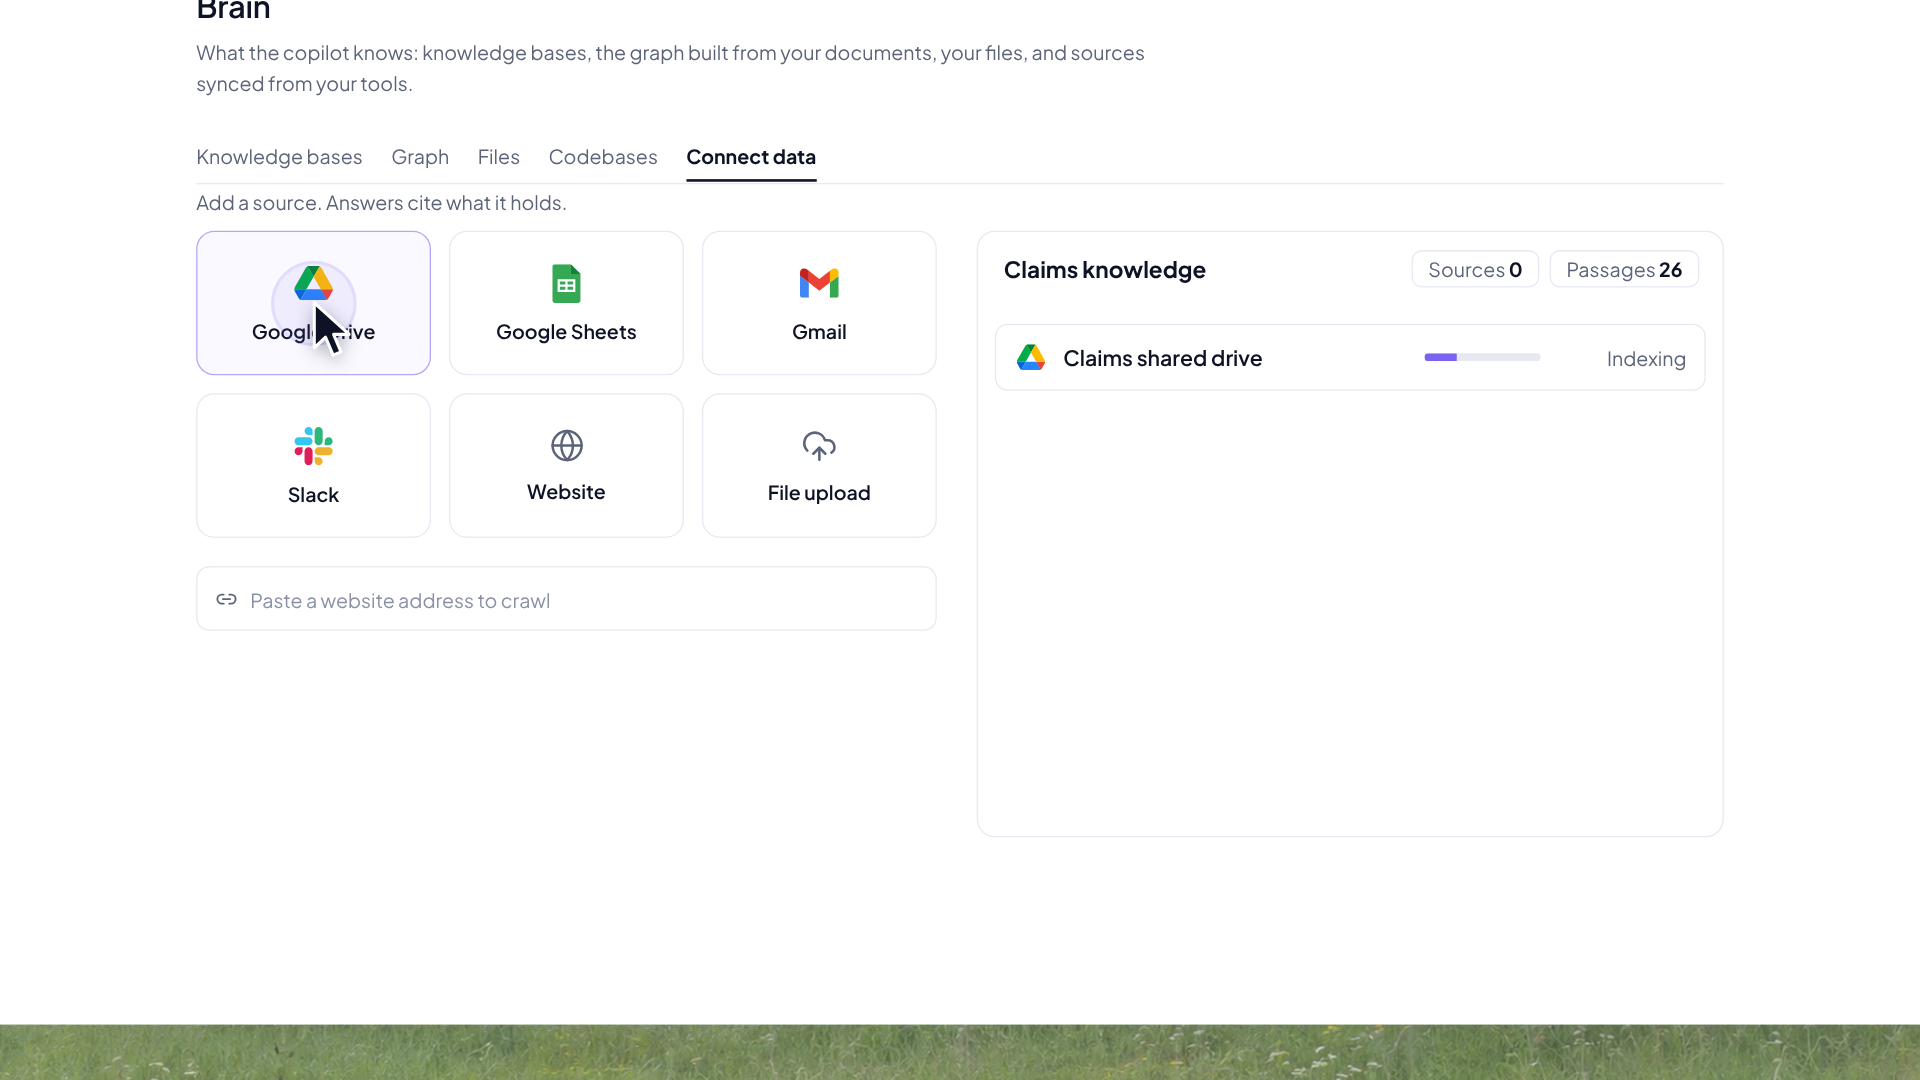 Brain
What the copilot knows: knowledge bases, the graph built from your documents, your files, and sources
synced from your tools.
Knowledge bases Graph Files Codebases Connect data
Add a source. Answers cite what it holds.
Google Drive Google Sheets Gmail
Slack Website File upload
Paste a website address to crawl
Claims knowledge Sources 0 Passages 26
Claims shared drive Indexing